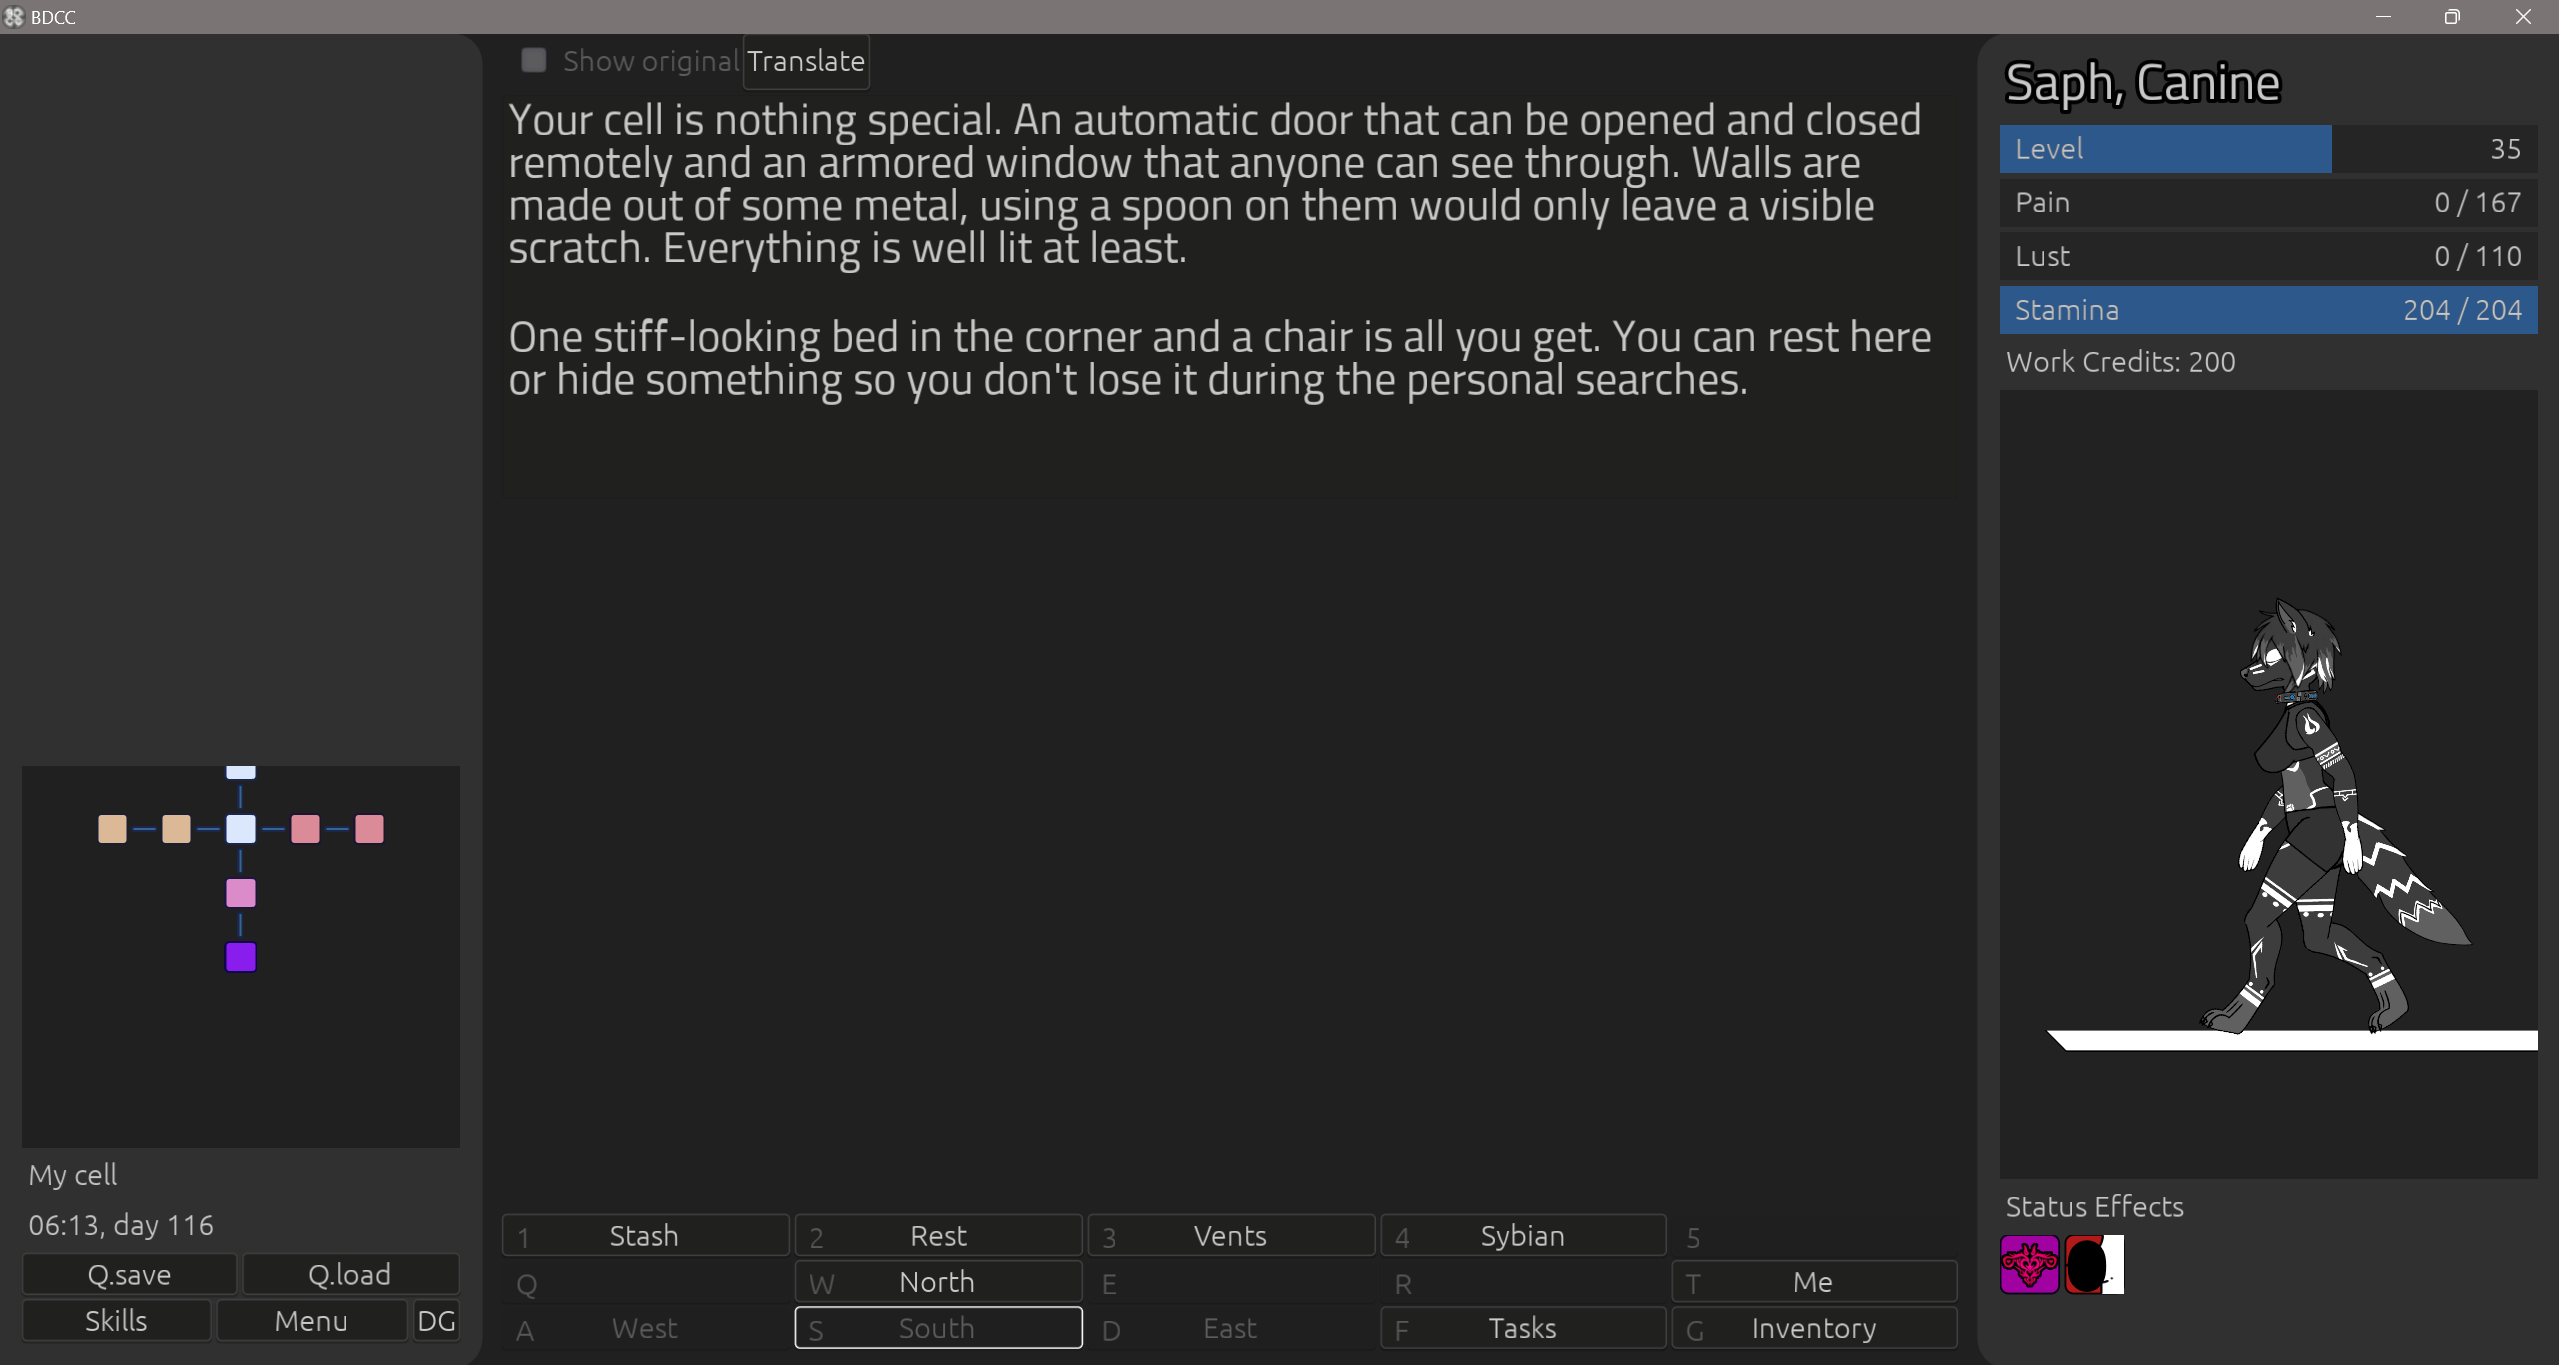 BDCC
Show original Translate
Your cell is nothing special. An automatic door that can be opened and closed
remotely and an armored window that anyone can see through. Walls are
made out of some metal, using a spoon on them would only leave a visible
scratch. Everything is well lit at least.
One stiff-looking bed in the corner and a chair is all you get. You can rest here
or hide something so you don't lose it during the personal searches.
Saph, Canine
Level 35
Pain 0 / 167
Lust 0 / 110
Stamina 204 / 204
Work Credits: 200
Status Effects
My cell
06:13, day 116
Q.save Q.load
Skills Menu DG
1 Stash 2 Rest 3 Vents 4 Sybian 5
Q W North E R T Me
A West S South D East F Tasks G Inventory